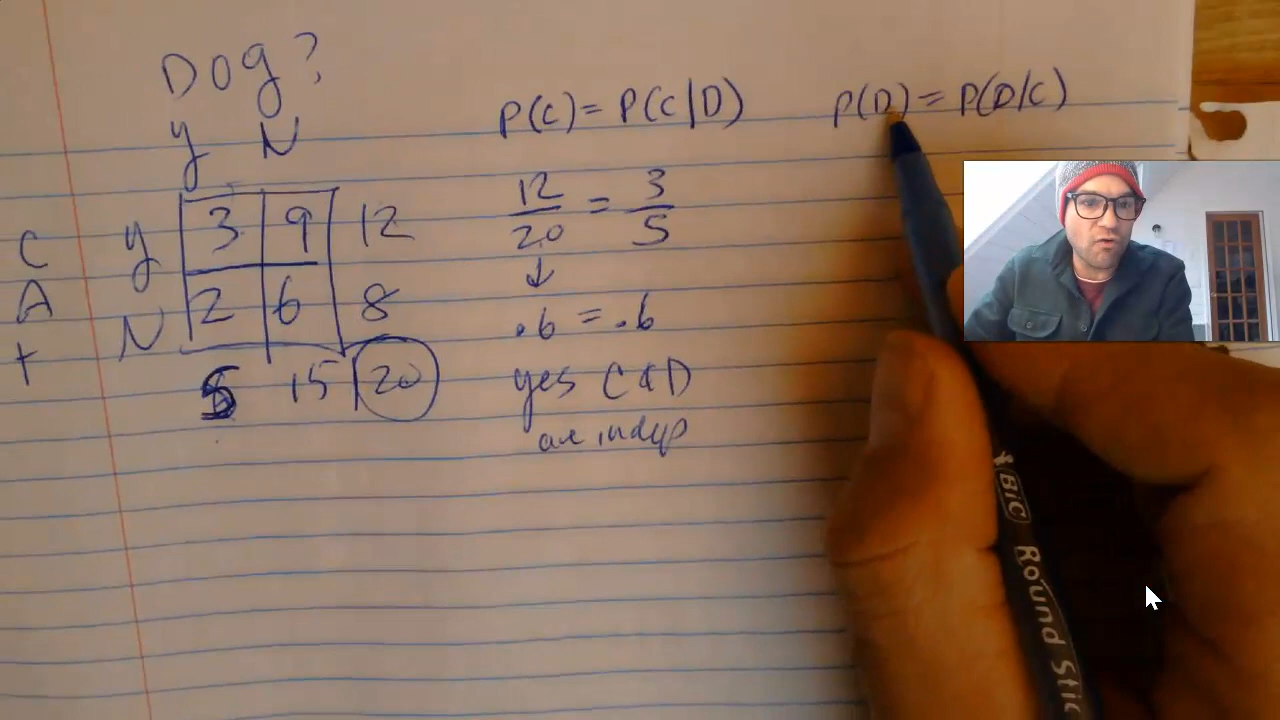 Dog?
y N
P(C) = P(C|D)
P(D) = P(D/C)
C y 3 9 12
A N 2 6 8
t
5 15 20
12/20 = 3/5
↓
.6 = .6
yes C & D
are indep
BIC Round Stic